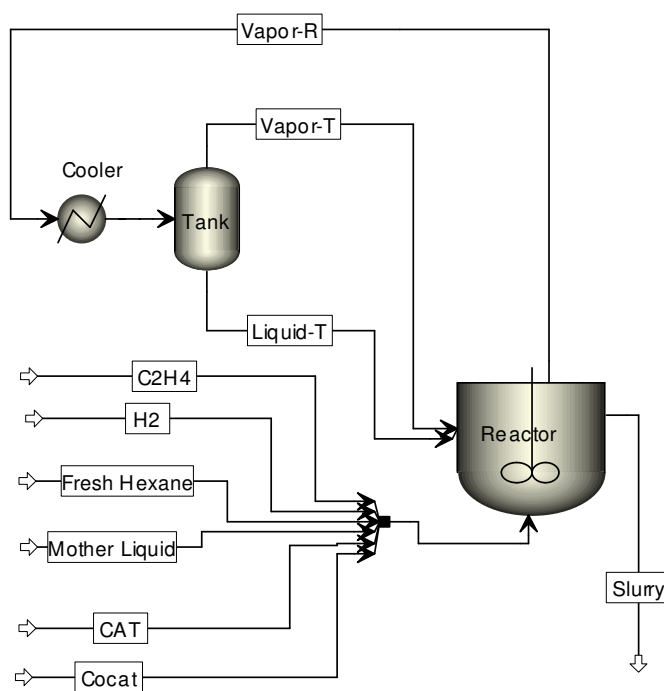 Vapor-R
Vapor-T
Cooler
Tank
Liquid-T
C2H4
H2
Reactor
Fresh Hexane
Mother Liquid
Slurry
CAT
Cocat